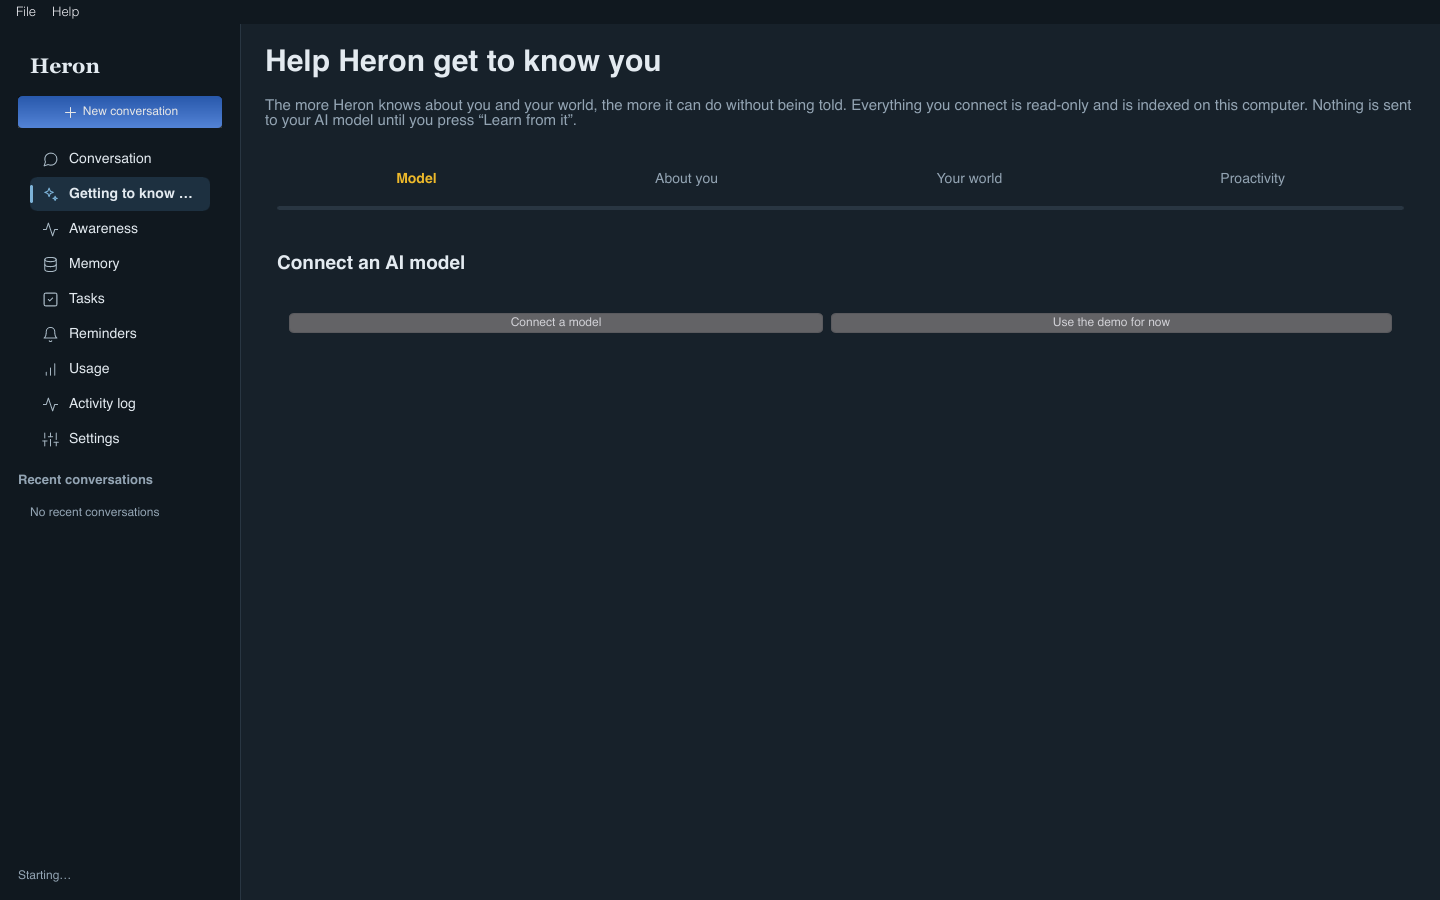 File Help
Heron
New conversation
Conversation
Getting to know ...
Awareness
Memory
Tasks
Reminders
Usage
Activity log
Settings
Recent conversations
No recent conversations
Starting...
Help Heron get to know you
The more Heron knows about you and your world, the more it can do without being told. Everything you connect is read-only and is indexed on this computer. Nothing is sent
to your AI model until you press “Learn from it”.
Model About you Your world Proactivity
Connect an AI model
Connect a model Use the demo for now